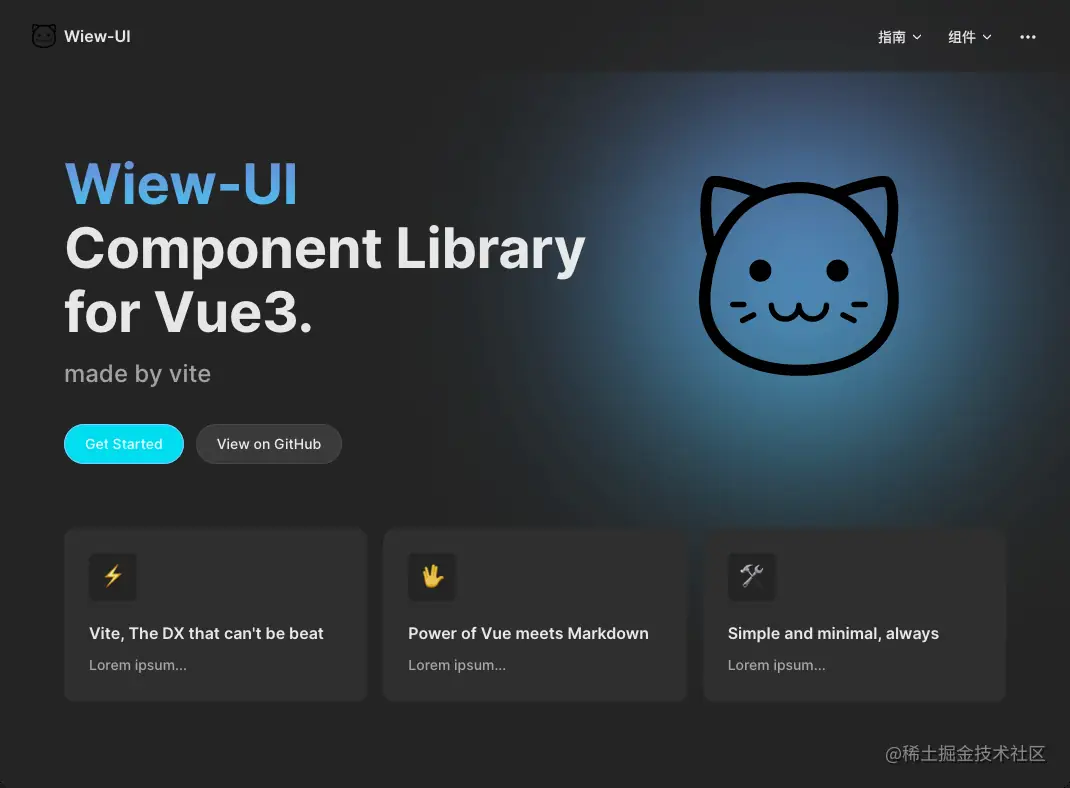 Wiew-UI
指南
组件
Wiew-UI
Component Library
for Vue3.
made by vite
Get Started
View on GitHub
Vite, The DX that can't be beat
Lorem ipsum...
Power of Vue meets Markdown
Lorem ipsum...
Simple and minimal, always
Lorem ipsum...
@稀土掘金技术社区